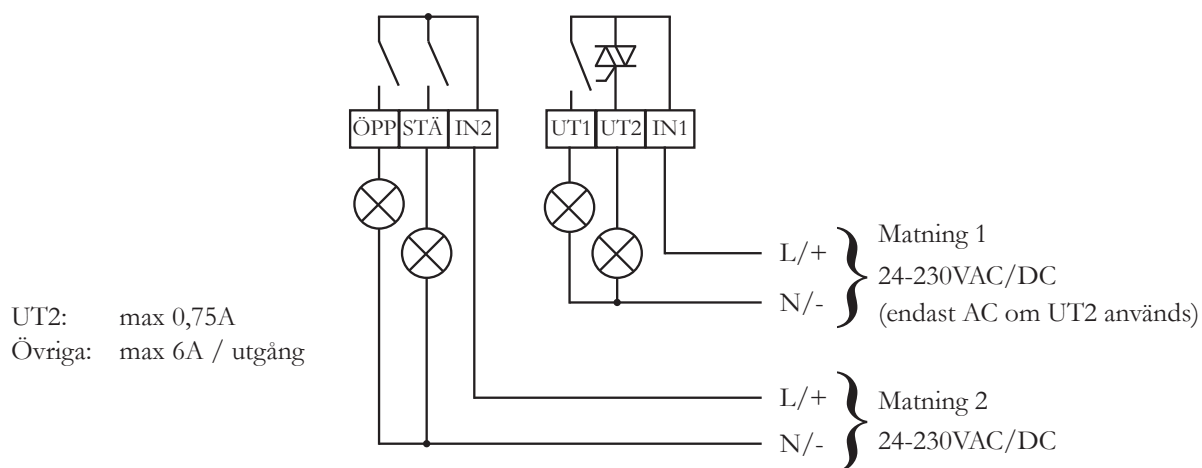 ÖPP STÄ IN2 UT1 UT2 IN1
L/+ Matning 1
24-230VAC/DC
N/- (endast AC om UT2 används)
UT2: max 0,75A
Övriga: max 6A / utgång
L/+ Matning 2
N/- 24-230VAC/DC